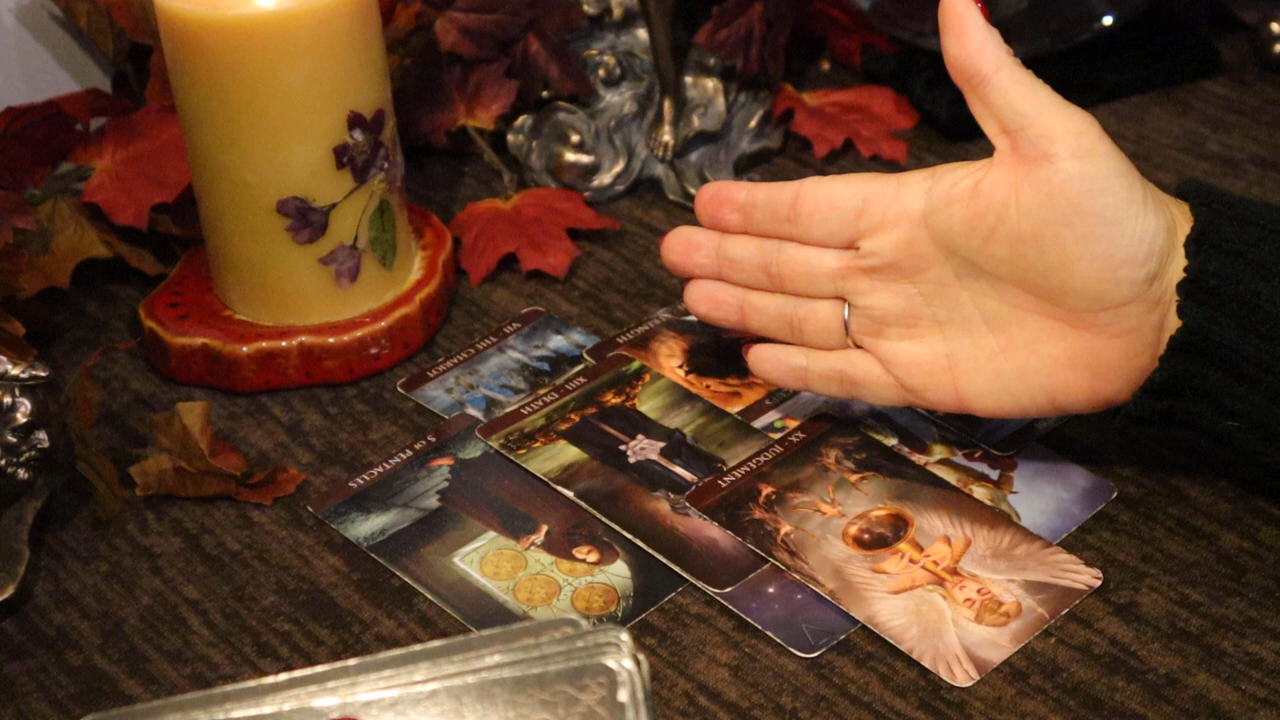 VII · THE CHARIOT
XIII · DEATH
XX · JUDGEMENT
5 OF PENTACLES